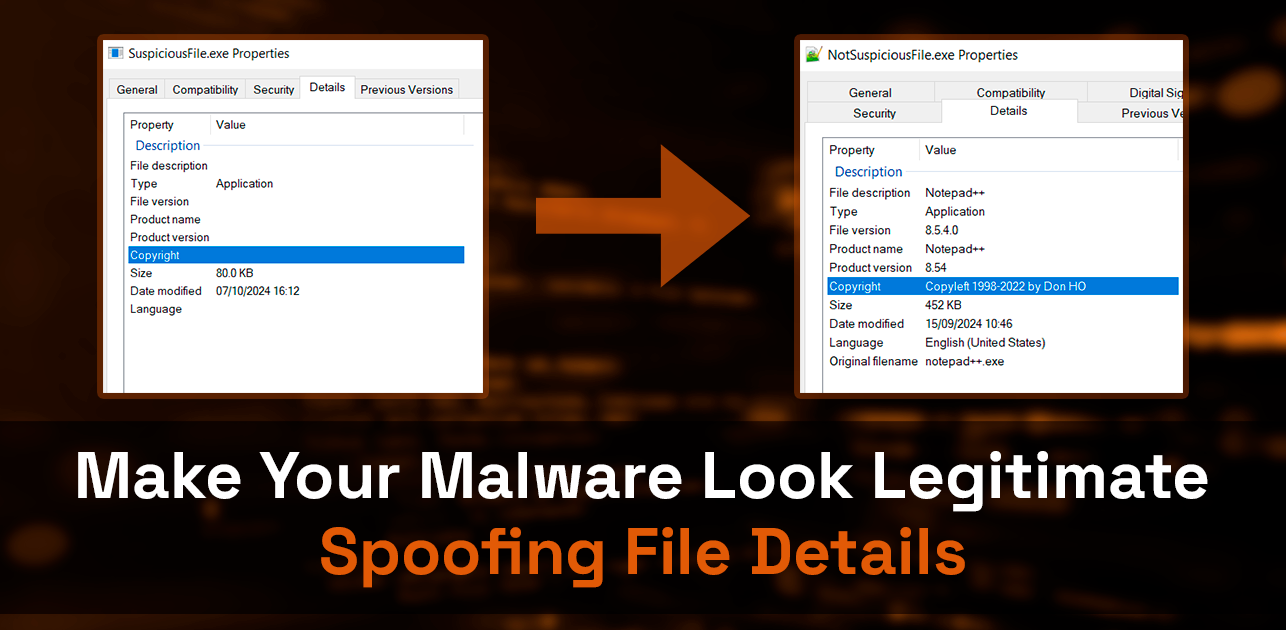 SuspiciousFile.exe Properties
General Compatibility Security Details Previous Versions
Property Value
Description
File description
Type Application
File version
Product name
Product version
Copyright
Size 80.0 KB
Date modified 07/10/2024 16:12
Language
NotSuspiciousFile.exe Properties
General Compatibility Digital Sig
Security Details Previous Ve
Property Value
Description
File description Notepad++
Type Application
File version 8.5.4.0
Product name Notepad++
Product version 8.54
Copyright Copyleft 1998-2022 by Don HO
Size 452 KB
Date modified 15/09/2024 10:46
Language English (United States)
Original filename notepad++.exe
Make Your Malware Look Legitimate
Spoofing File Details